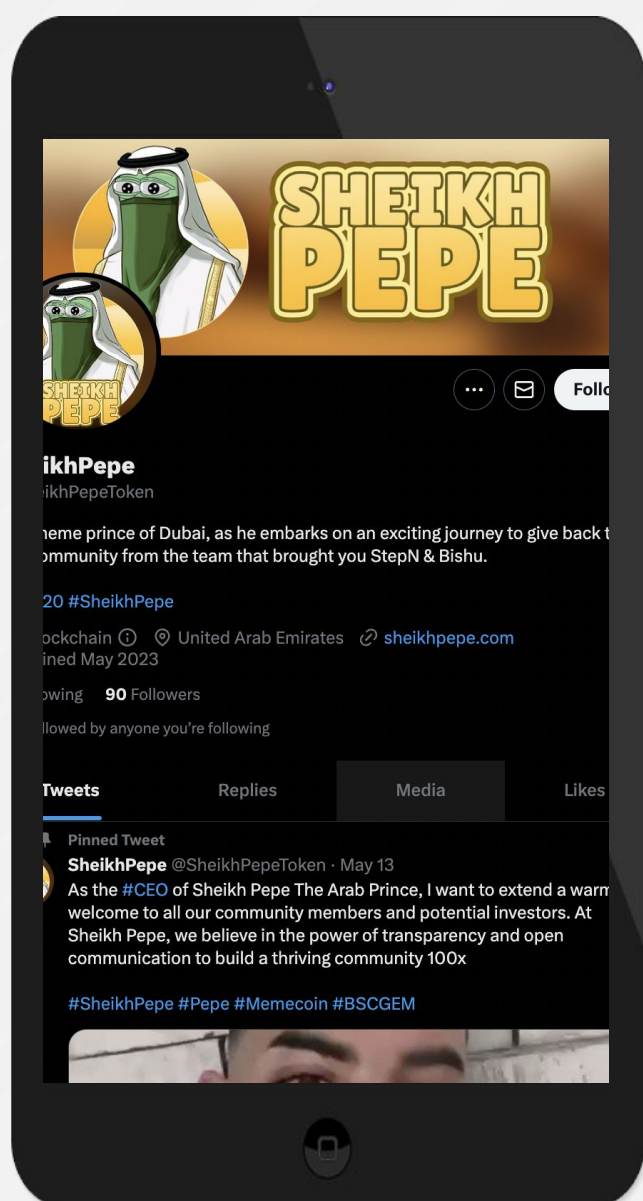 SHEIKH
PEPE
SHEIKH
PEPE
Follo
ikhPepe
ikhPepeToken
neme prince of Dubai, as he embarks on an exciting journey to give back t
ommunity from the team that brought you StepN & Bishu.
20 #SheikhPepe
ockchain United Arab Emirates sheikhpepe.com
ined May 2023
owing 90 Followers
llowed by anyone you’re following
Tweets Replies Media Likes
Pinned Tweet
SheikhPepe @SheikhPepeToken · May 13
As the #CEO of Sheikh Pepe The Arab Prince, I want to extend a warm
welcome to all our community members and potential investors. At
Sheikh Pepe, we believe in the power of transparency and open
communication to build a thriving community 100x
#SheikhPepe #Pepe #Memecoin #BSCGEM